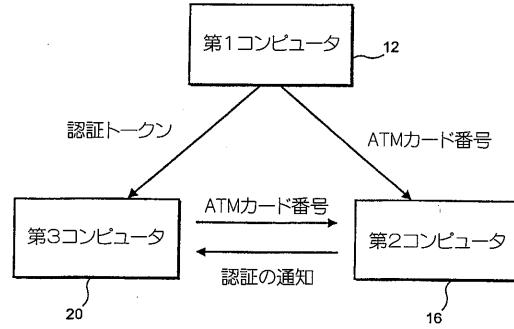 第1コンピュータ
12
認証トークン
ATMカード番号
ATMカード番号
第3コンピュータ
第2コンピュータ
認証の通知
20
16